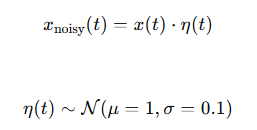 x_noisy(t) = x(t) · η(t)
η(t) ∼ 𝒩(μ = 1, σ = 0.1)